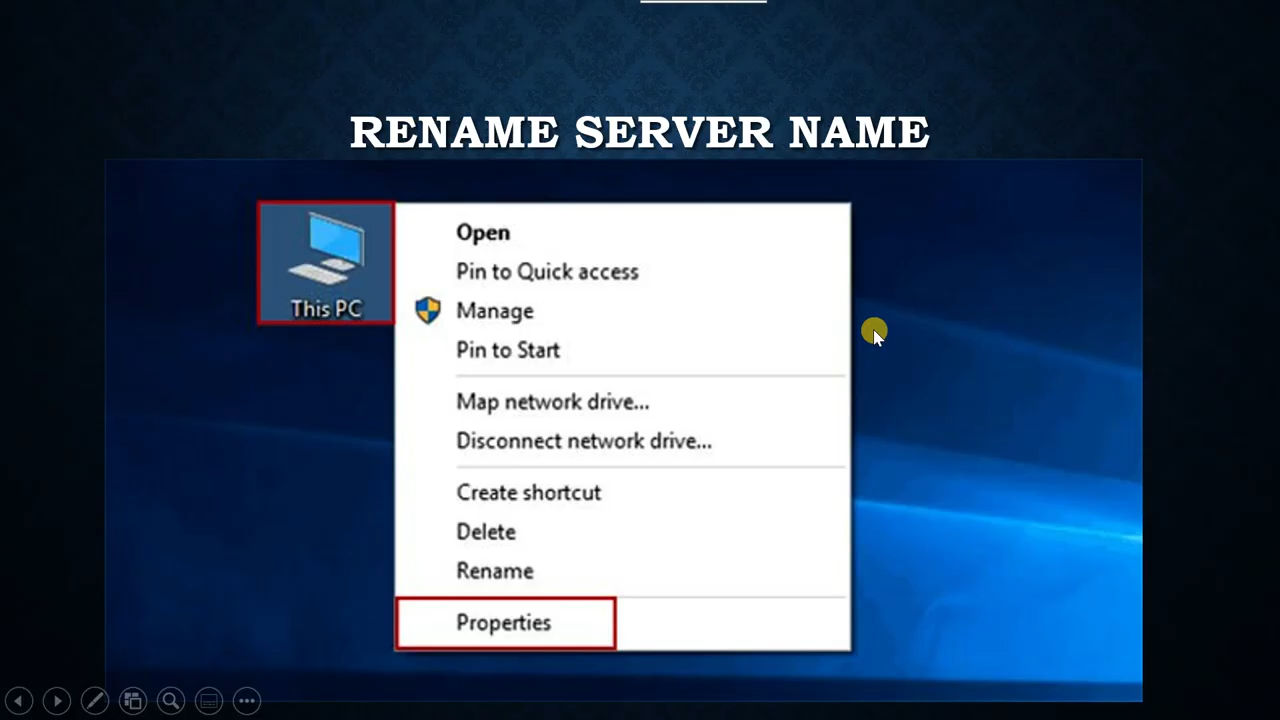 RENAME SERVER NAME
This PC
Open
Pin to Quick access
Manage
Pin to Start
Map network drive...
Disconnect network drive...
Create shortcut
Delete
Rename
Properties